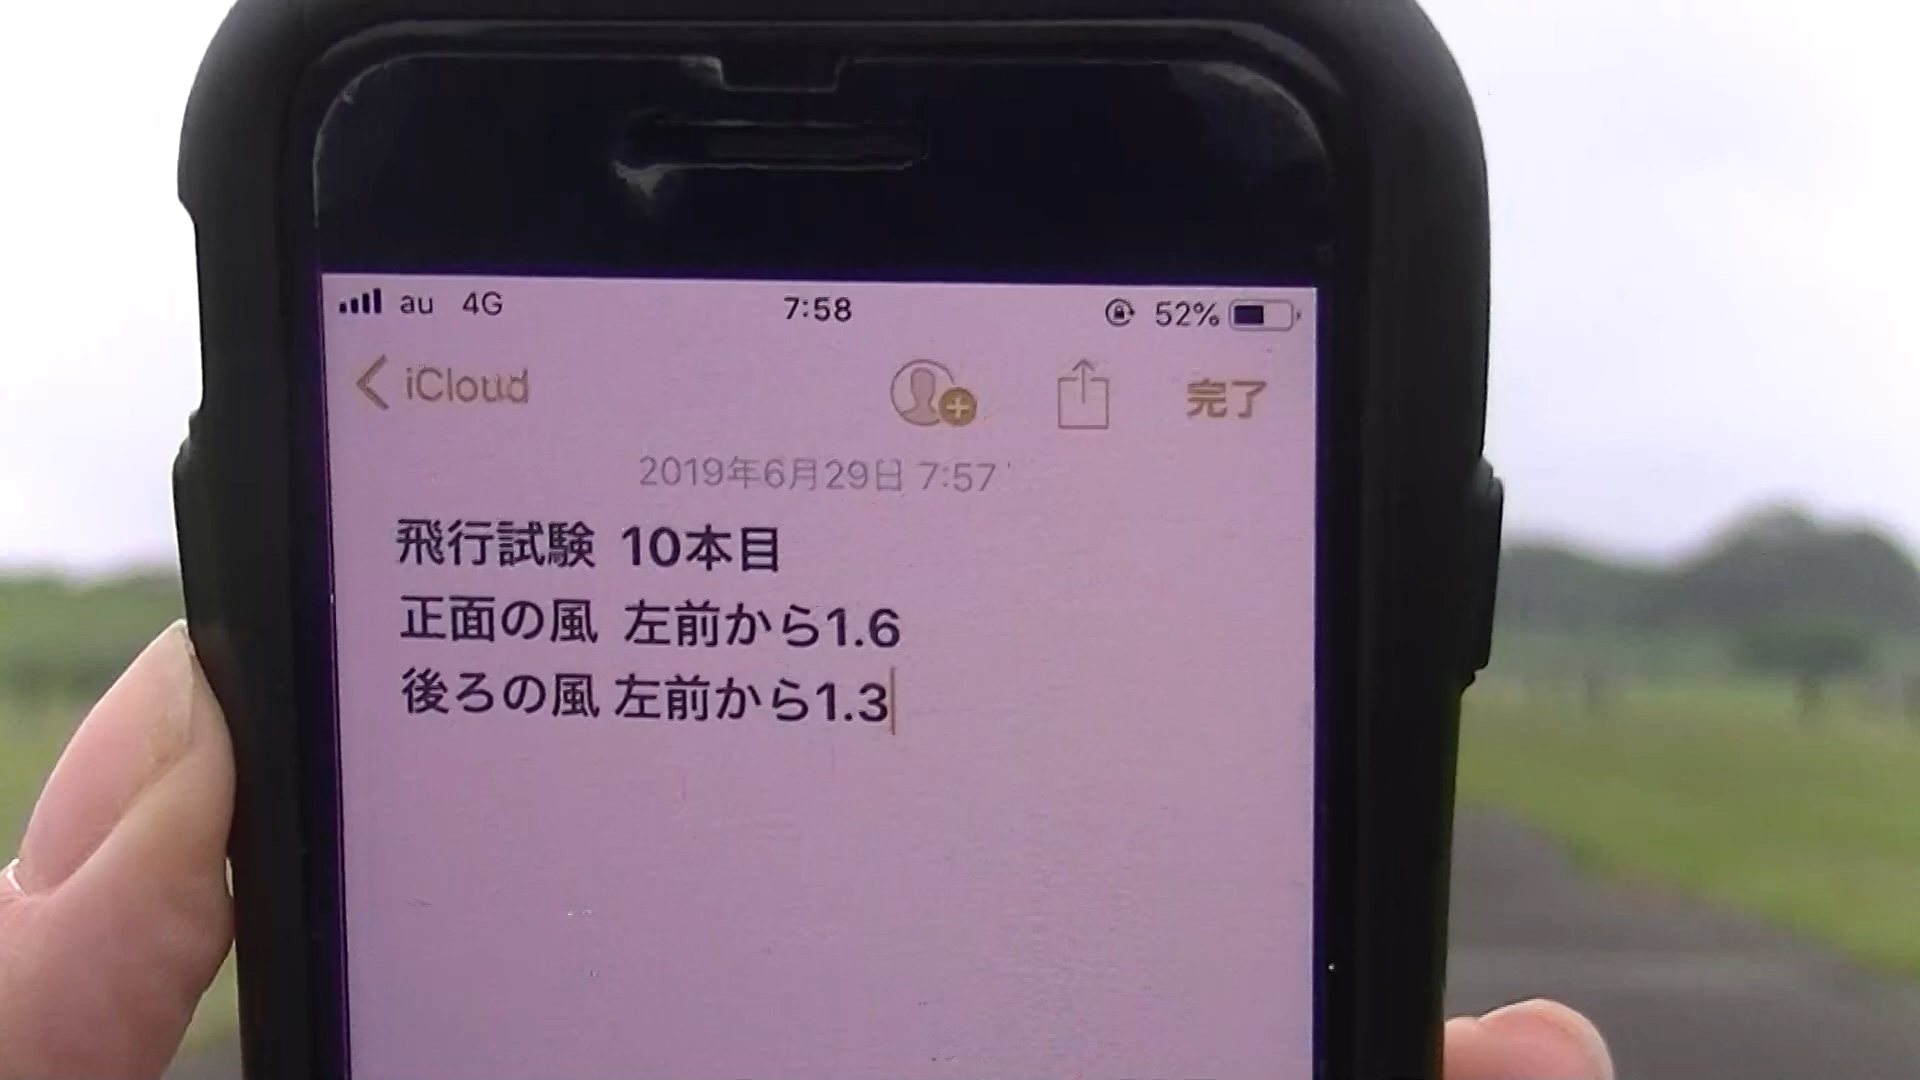 au 4G 7:58 52%
iCloud 完了
2019年6月29日 7:57
飛行試験 10本目
正面の風 左前から1.6
後ろの風 左前から1.3